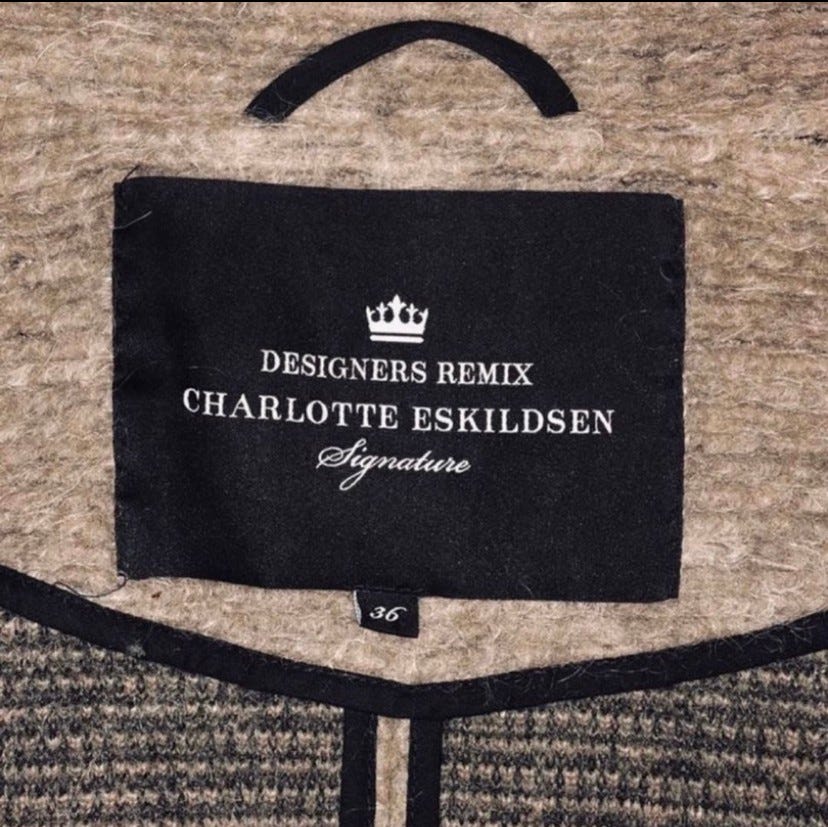 DESIGNERS REMIX
CHARLOTTE ESKILDSEN
Signature
36